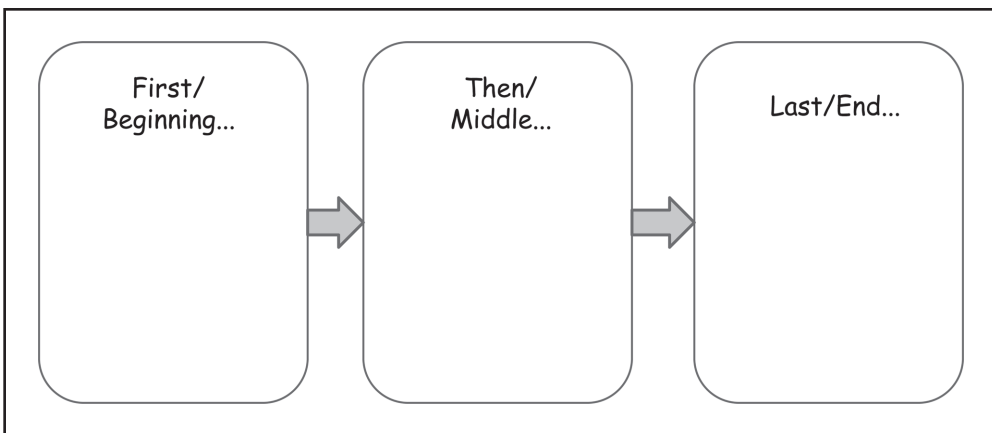 First/
Beginning...
Then/
Middle...
Last/End...